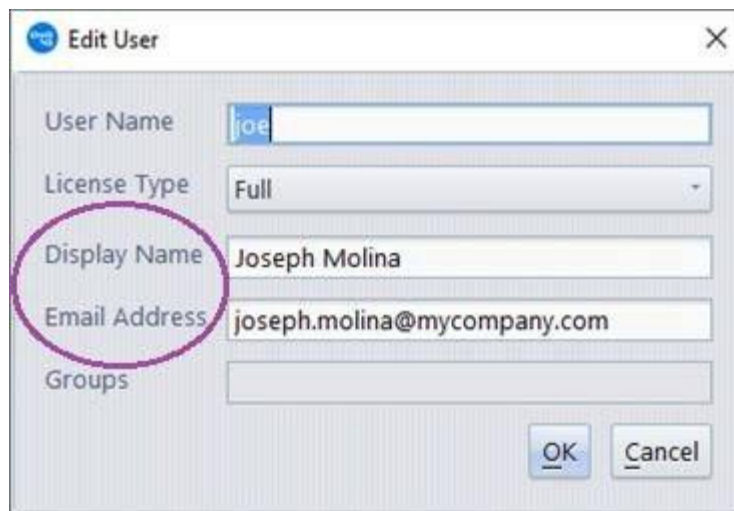 Edit User
User Name joe
License Type Full
Display Name Joseph Molina
Email Address joseph.molina@mycompany.com
Groups
OK Cancel